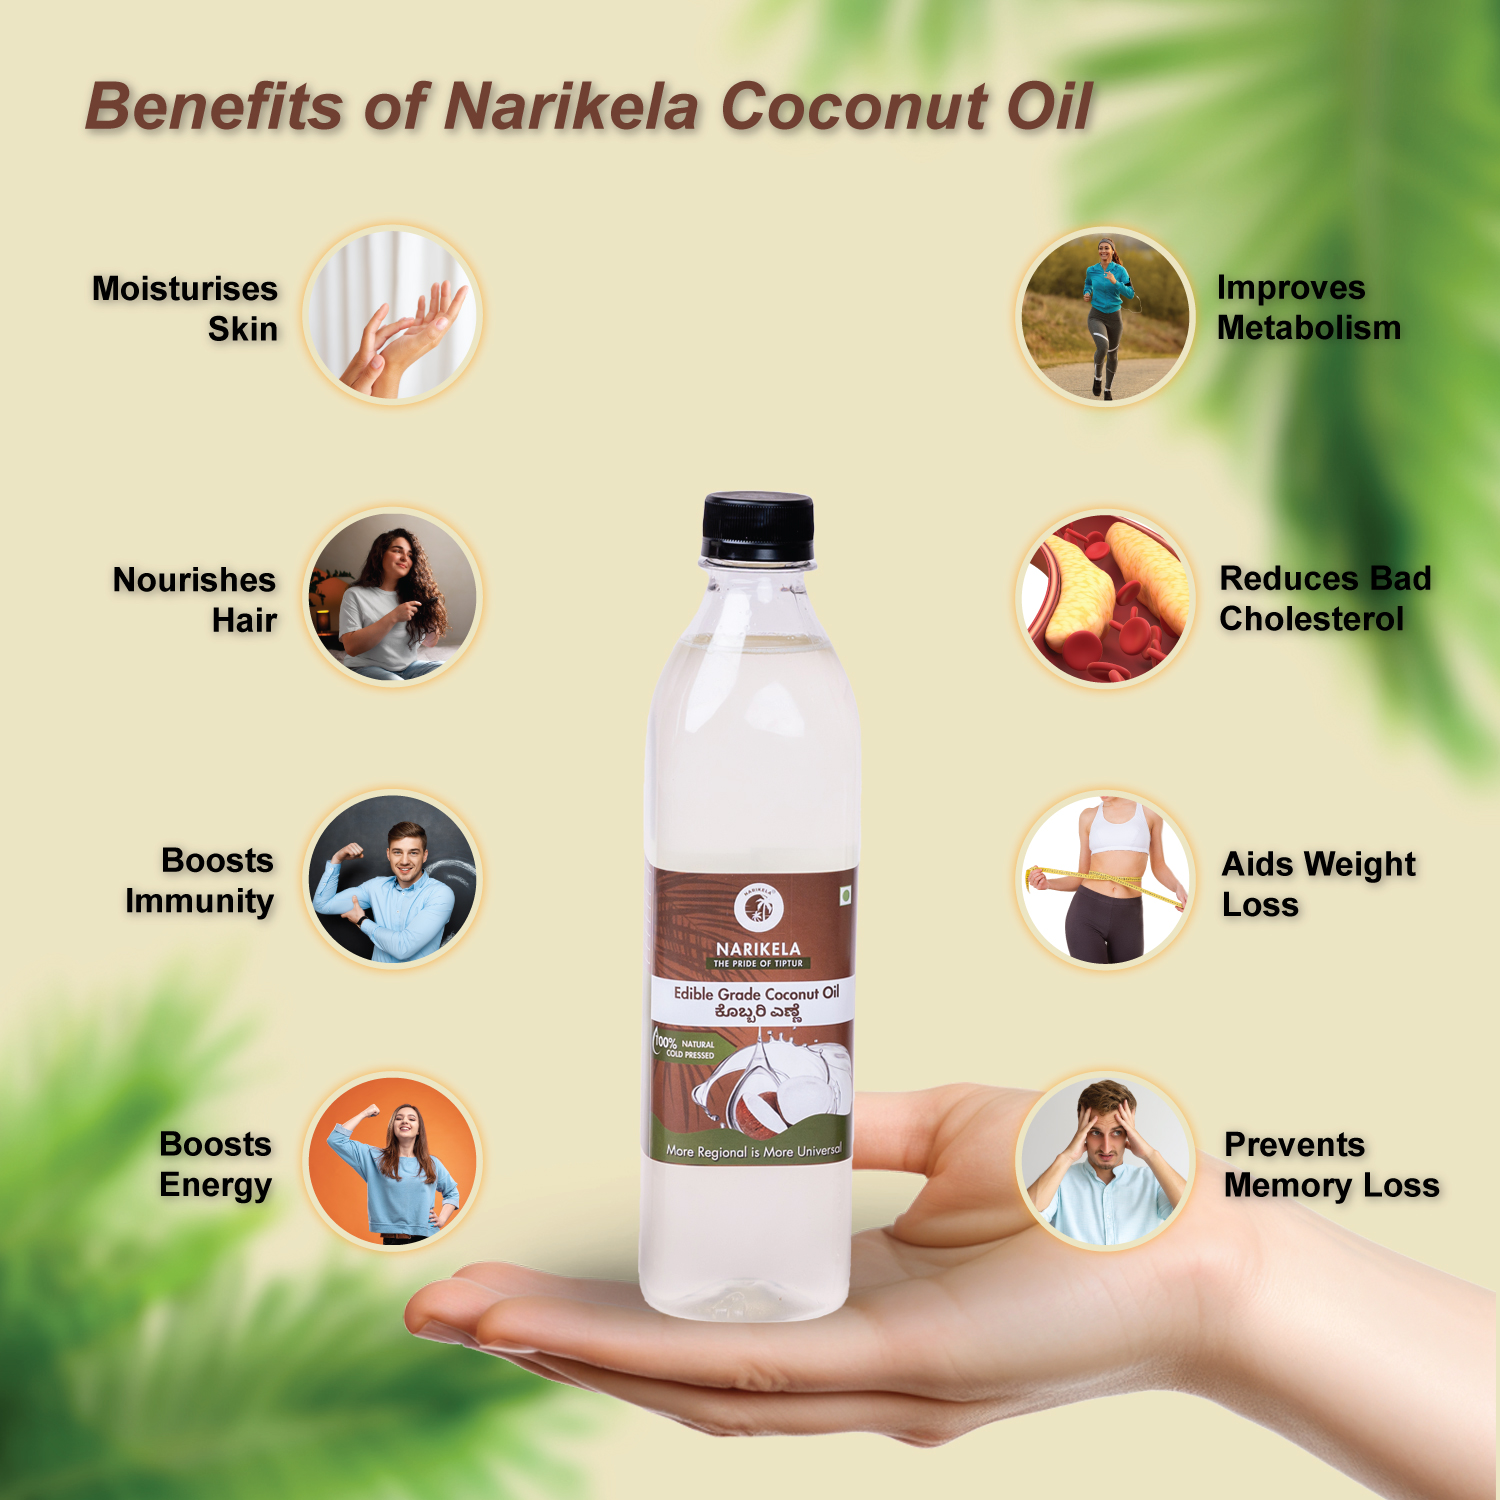 Benefits of Narikela Coconut Oil
Moisturises
Skin
Nourishes
Hair
Boosts
Immunity
Boosts
Energy
Improves
Metabolism
Reduces Bad
Cholesterol
Aids Weight
Loss
Prevents
Memory Loss
NARIKELA
NARIKELA
THE PRIDE OF TIPTUR
Edible Grade Coconut Oil
ಕೊಬ್ಬರಿ ಎಣ್ಣೆ
100% NATURAL
COLD PRESSED
More Regional is More Universal